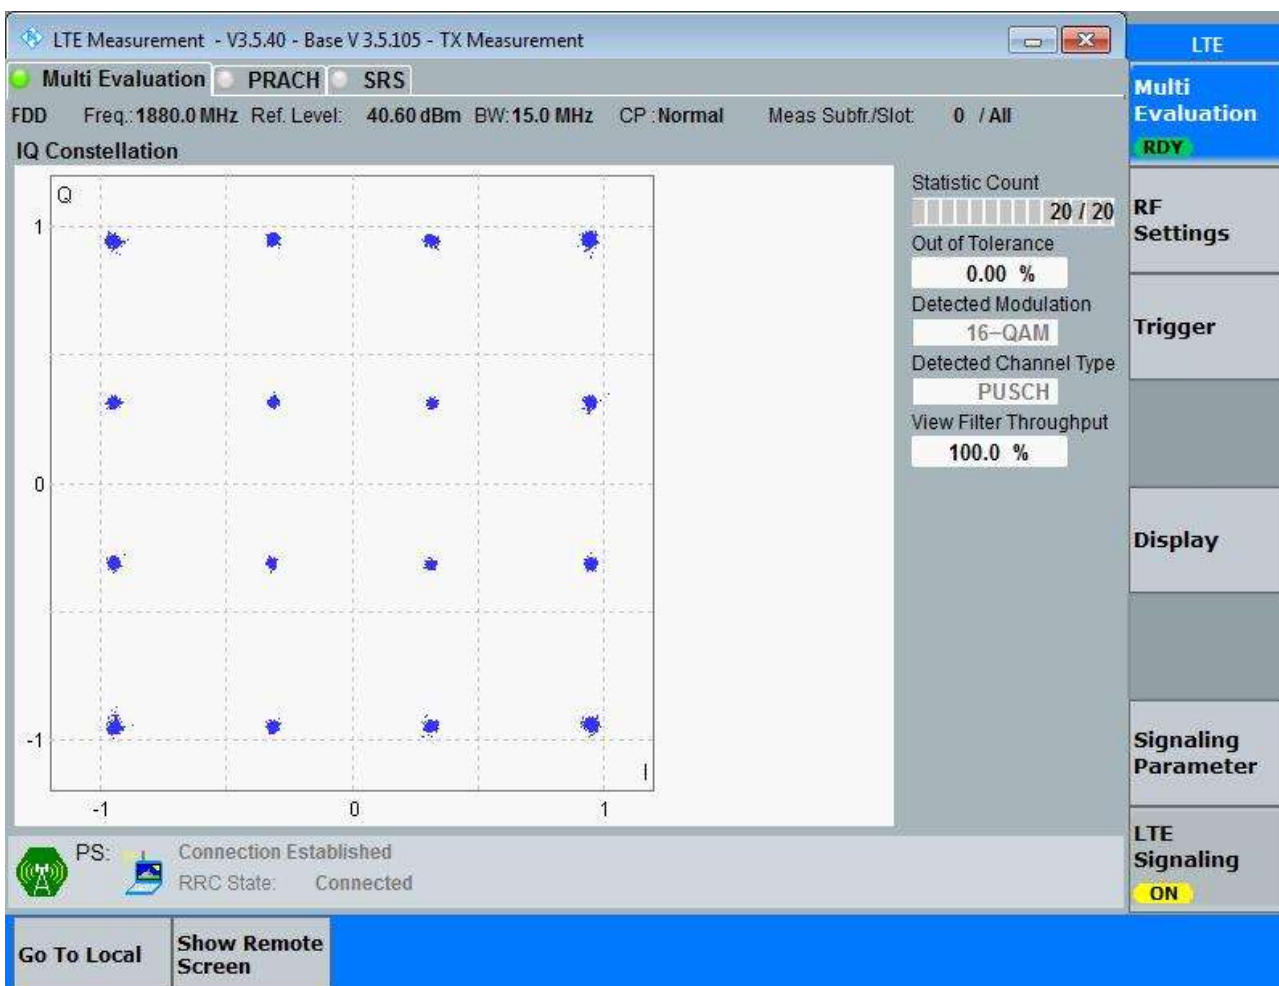 LTE Measurement - V3.5.40 - Base V 3.5.105 - TX Measurement
LTE
Multi Evaluation PRACH SRS
FDD Freq.: 1880.0 MHz Ref. Level: 40.60 dBm BW: 15.0 MHz CP : Normal Meas Subfr./Slot: 0 / All
IQ Constellation
Q
1
0
-1
I
-1 0 1
Statistic Count
20 / 20
Out of Tolerance
0.00 %
Detected Modulation
16-QAM
Detected Channel Type
PUSCH
View Filter Throughput
100.0 %
Multi
Evaluation
RDY
RF
Settings
Trigger
Display
Signaling
Parameter
LTE
Signaling
ON
PS: Connection Established
RRC State: Connected
Go To Local
Show Remote
Screen